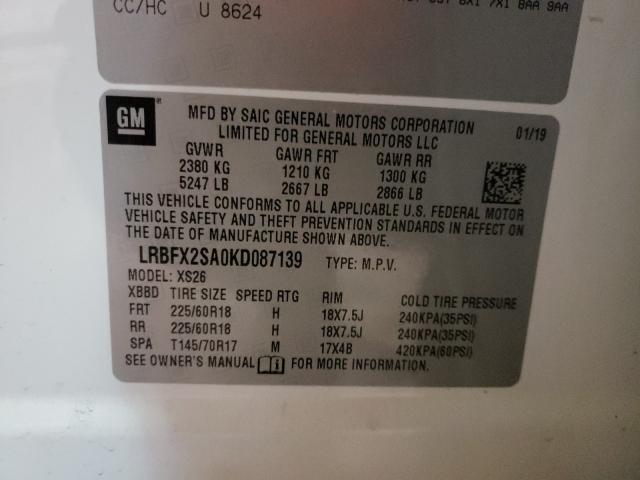 CC/HC U 8624
8X1 7X1 8AA 9AA
GM
MFD BY SAIC GENERAL MOTORS CORPORATION
LIMITED FOR GENERAL MOTORS LLC 01/19
GVWR GAWR FRT GAWR RR
2380 KG 1210 KG 1300 KG
5247 LB 2667 LB 2866 LB
THIS VEHICLE CONFORMS TO ALL APPLICABLE U.S. FEDERAL MOTOR
VEHICLE SAFETY AND THEFT PREVENTION STANDARDS IN EFFECT ON
THE DATE OF MANUFACTURE SHOWN ABOVE.
LRBFX2SA0KD087139 TYPE: M.P.V.
MODEL: XS26
XBBD TIRE SIZE SPEED RTG RIM COLD TIRE PRESSURE
FRT 225/60R18 H 18X7.5J 240KPA(35PSI)
RR 225/60R18 H 18X7.5J 240KPA(35PSI)
SPA T145/70R17 M 17X4B 420KPA(60PSI)
SEE OWNER'S MANUAL FOR MORE INFORMATION.